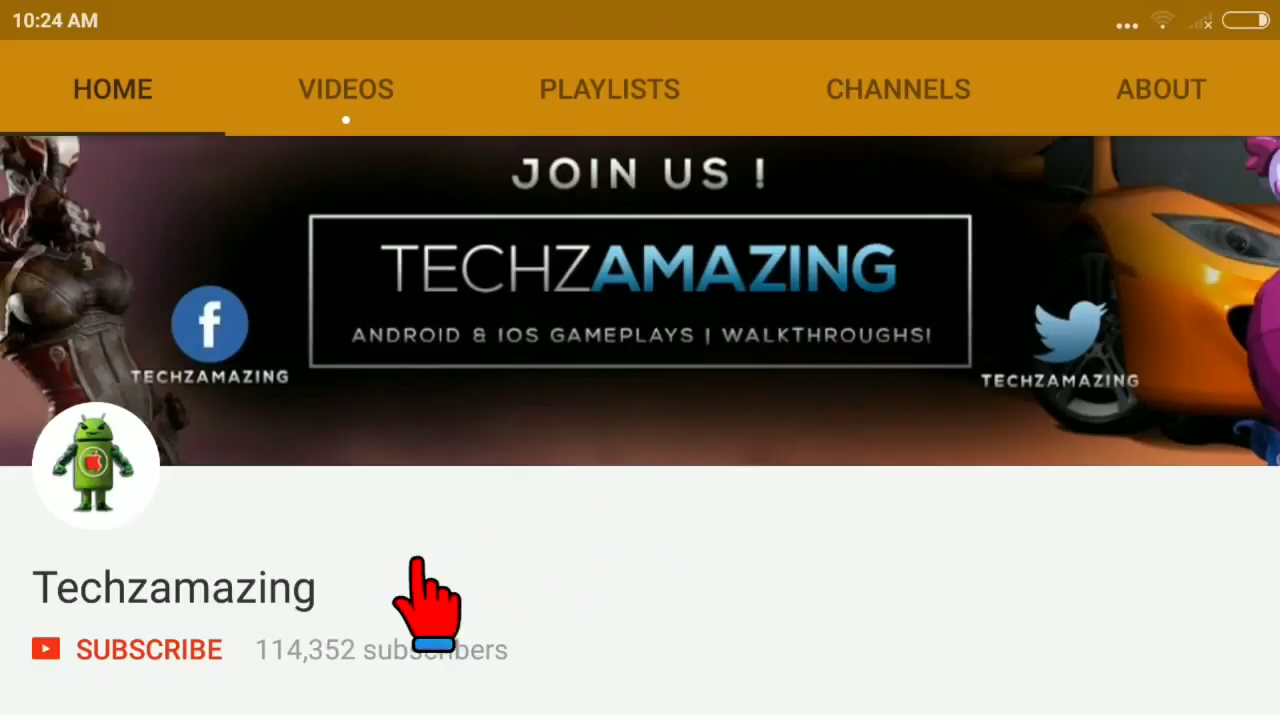 10:24 AM
HOME VIDEOS PLAYLISTS CHANNELS ABOUT
JOIN US !
TECHZAMAZING
ANDROID & IOS GAMEPLAYS | WALKTHROUGHS!
TECHZAMAZING
TECHZAMAZING
Techzamazing
SUBSCRIBE 114,352 subscribers